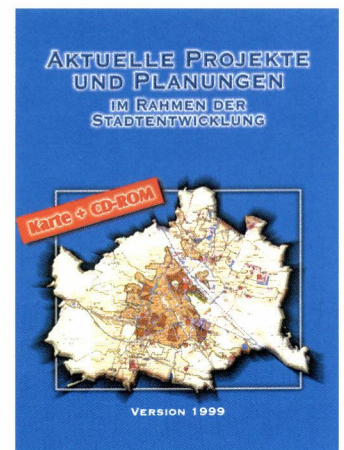 AKTUELLE PROJEKTE
UND PLANUNGEN
IM RAHMEN DER
STADTENTWICKLUNG
Karte + CD-ROM
VERSION 1999